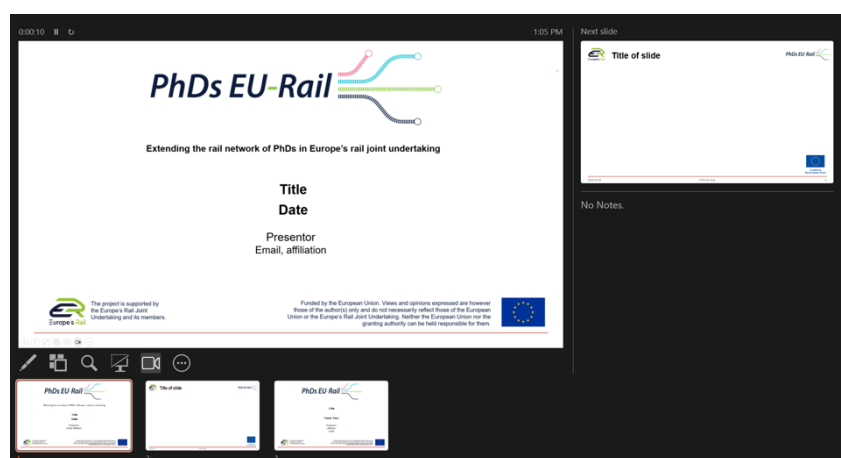 0:00:10
1:05 PM
Next slide
PhDs EU-Rail
Extending the rail network of PhDs in Europe's rail joint undertaking
Title
Date
Presentor
Email, affiliation
Europe's Rail
The project is supported by
the Europe's Rail Joint
Undertaking and its members.
Funded by the European Union. Views and opinions expressed are however
those of the author(s) only and do not necessarily reflect those of the European
Union or the Europe's Rail Joint Undertaking. Neither the European Union nor the
granting authority can be held responsible for them.
Title of slide
PhDs EU-Rail
No Notes.
PhDs EU-Rail
Title of slide
PhDs EU-Rail